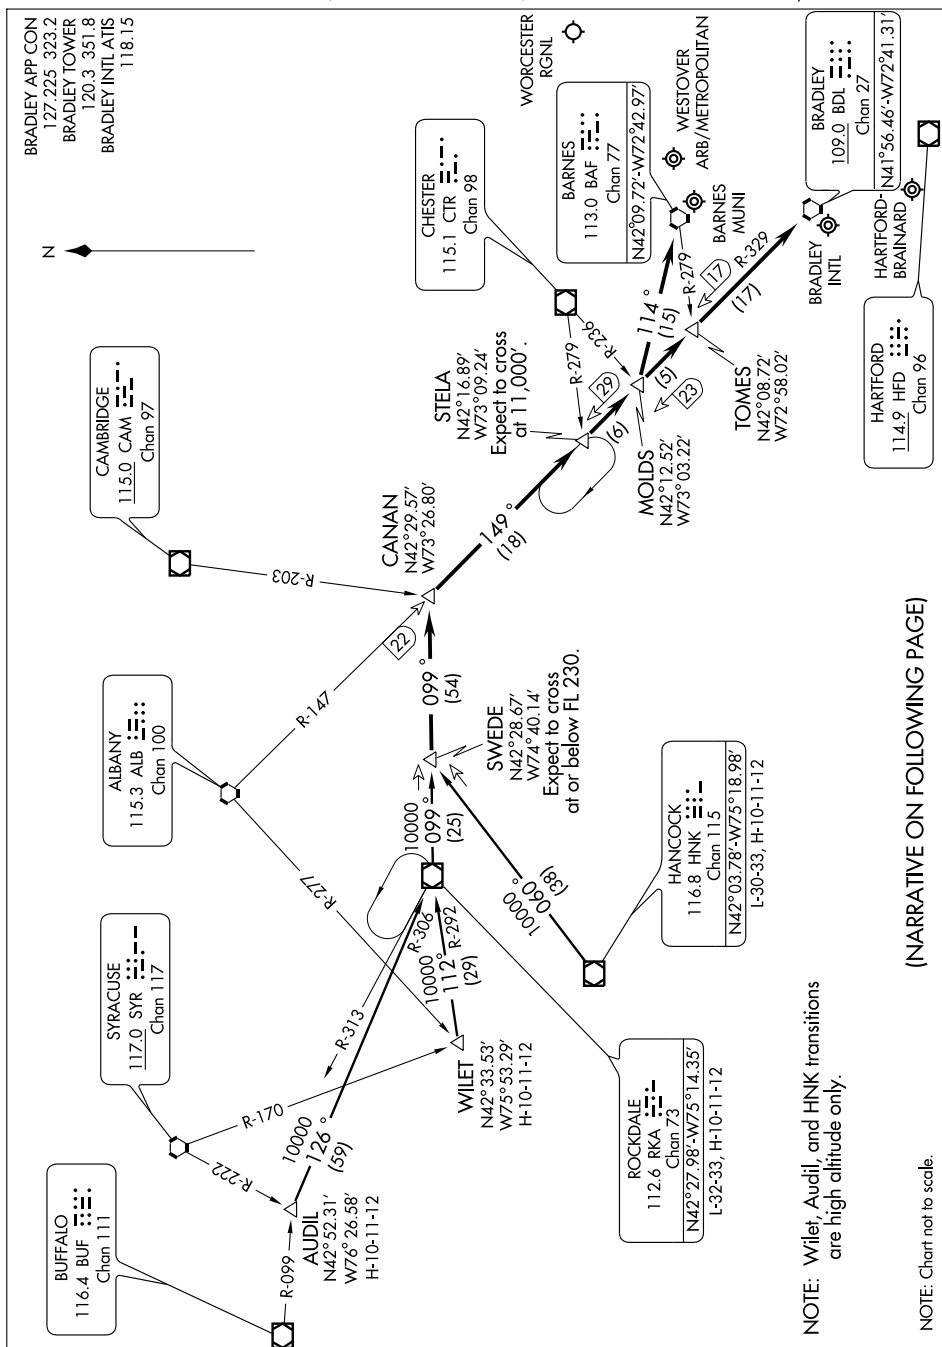 BRADLEY APP CON
127.225 323.2
BRADLEY TOWER
120.3 351.8
BRADLEY INTL ATIS
118.15
N
BUFFALO
116.4 BUF
Chan 111
SYRACUSE
117.0 SYR
Chan 117
ALBANY
115.3 ALB
Chan 100
CAMBRIDGE
115.0 CAM
Chan 97
CHESTER
115.1 CTR
Chan 98
WORCESTER
RGNL
BARNES
113.0 BAF
Chan 77
N42°09.72'-W72°42.97'
WESTOVER
ARB/METROPOLITAN
BARNES
MUNI
BRADLEY
109.0 BDL
Chan 27
N41°56.46'-W72°41.31'
BRADLEY
INTL
HARTFORD-
BRAINARD
HARTFORD
114.9 HFD
Chan 96
R-099
R-222
R-170
AUDIL
N42°52.31'
W76°26.58'
H-10-11-12
10000
126°
(59)
R-313
R-306
R-277
R-147
22
R-203
WILET
N42°33.53'
W75°53.29'
H-10-11-12
10000
112°
(29)
R-292
10000
099°
(25)
SWEDE
N42°28.67'
W74°40.14'
Expect to cross
at or below FL 230.
10000
060°
(38)
099°
(54)
CANAN
N42°29.57'
W73°26.80'
149°
(18)
STELA
N42°16.89'
W73°09.24'
Expect to cross
at 11,000'.
R-279
R-236
29
(6)
MOLDS
N42°12.52'
W73°03.22'
23
(5)
114°
(15)
R-279
TOMES
N42°08.72'
W72°58.02'
17
R-329
(17)
ROCKDALE
112.6 RKA
Chan 73
N42°27.98'-W75°14.35'
L-32-33, H-10-11-12
HANCOCK
116.8 HNK
Chan 115
N42°03.78'-W75°18.98'
L-30-33, H-10-11-12
NOTE: Wilet, Audil, and HNK transitions
are high altitude only.
(NARRATIVE ON FOLLOWING PAGE)
NOTE: Chart not to scale.